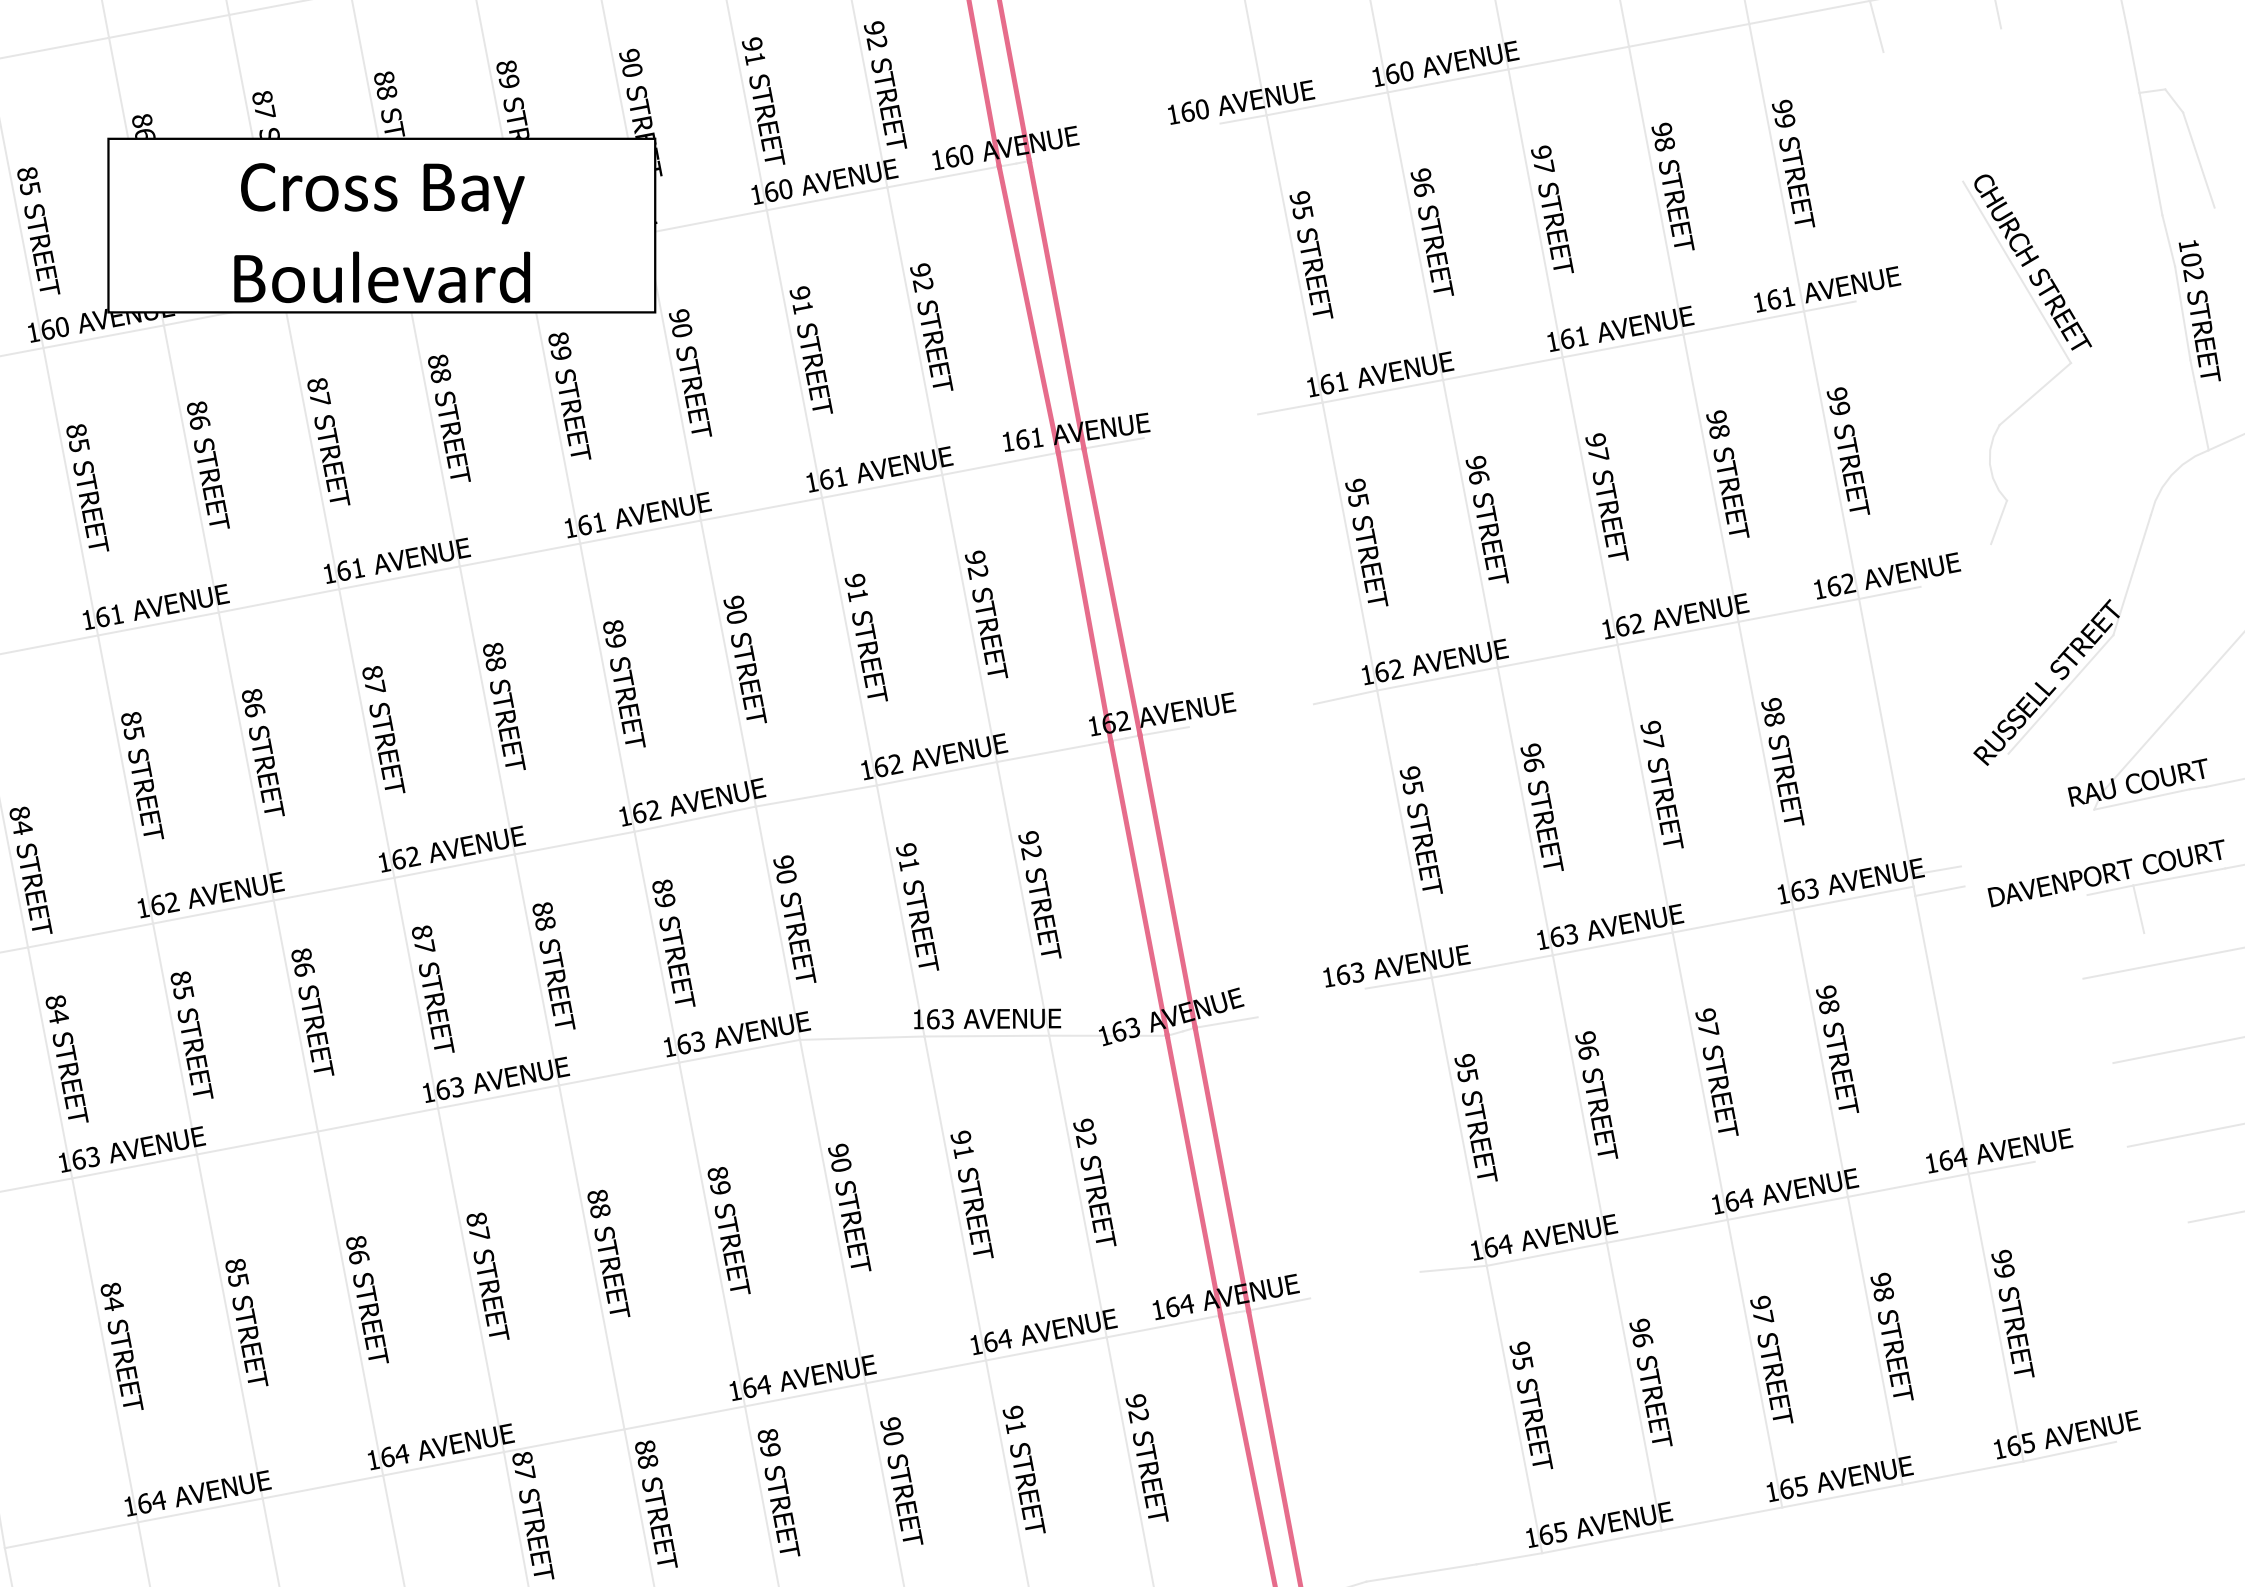 Cross Bay
Boulevard
92 STREET
91 STREET
90 STREET
89 STR
88 ST
87 S
86
85 STREET
160 AVENUE
160 AVENUE
160 AVENUE
160 AVENUE
160 AVENUE
99 STREET
98 STREET
97 STREET
96 STREET
95 STREET
CHURCH STREET
102 STREET
92 STREET
91 STREET
90 STREET
89 STREET
88 STREET
87 STREET
86 STREET
85 STREET
161 AVENUE
161 AVENUE
161 AVENUE
161 AVENUE
161 AVENUE
161 AVENUE
161 AVENUE
161 AVENUE
99 STREET
98 STREET
97 STREET
96 STREET
95 STREET
92 STREET
91 STREET
90 STREET
89 STREET
88 STREET
87 STREET
86 STREET
85 STREET
84 STREET
162 AVENUE
162 AVENUE
162 AVENUE
162 AVENUE
162 AVENUE
162 AVENUE
162 AVENUE
162 AVENUE
RUSSELL STREET
RAU COURT
DAVENPORT COURT
98 STREET
97 STREET
96 STREET
95 STREET
92 STREET
91 STREET
90 STREET
89 STREET
88 STREET
87 STREET
86 STREET
85 STREET
84 STREET
163 AVENUE
163 AVENUE
163 AVENUE
163 AVENUE
163 AVENUE
163 AVENUE
163 AVENUE
163 AVENUE
98 STREET
97 STREET
96 STREET
95 STREET
92 STREET
91 STREET
90 STREET
89 STREET
88 STREET
87 STREET
86 STREET
85 STREET
84 STREET
164 AVENUE
164 AVENUE
164 AVENUE
164 AVENUE
164 AVENUE
164 AVENUE
164 AVENUE
164 AVENUE
99 STREET
98 STREET
97 STREET
96 STREET
95 STREET
92 STREET
91 STREET
90 STREET
89 STREET
88 STREET
87 STREET
165 AVENUE
165 AVENUE
165 AVENUE